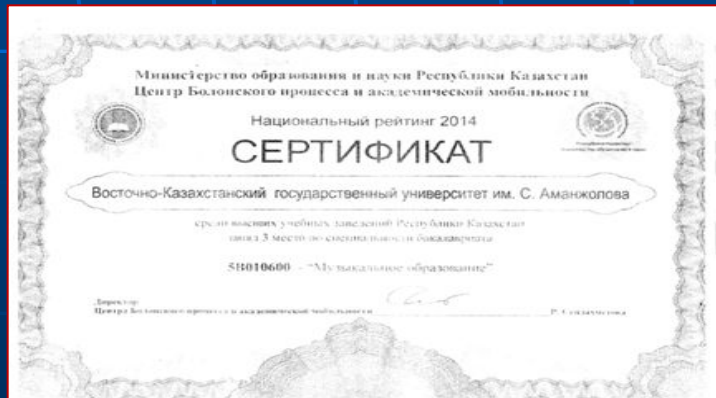 Министерство образования и науки Республики Казахстан
Центр Болонского процесса и академической мобильности
Национальный рейтинг 2014
СЕРТИФИКАТ
Восточно-Казахстанский государственный университет им. С. Аманжолова
среди высших учебных заведений Республики Казахстан
занял 3 место по специальности бакалавриата
5В010600 - "Музыкальное образование"
Директор
Центра Болонского процесса и академической мобильности